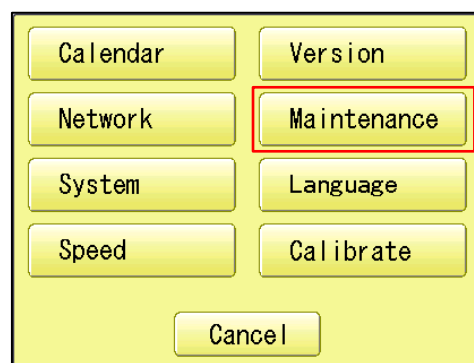 Calendar
Version
Network
Maintenance
System
Language
Speed
Calibrate
Cancel